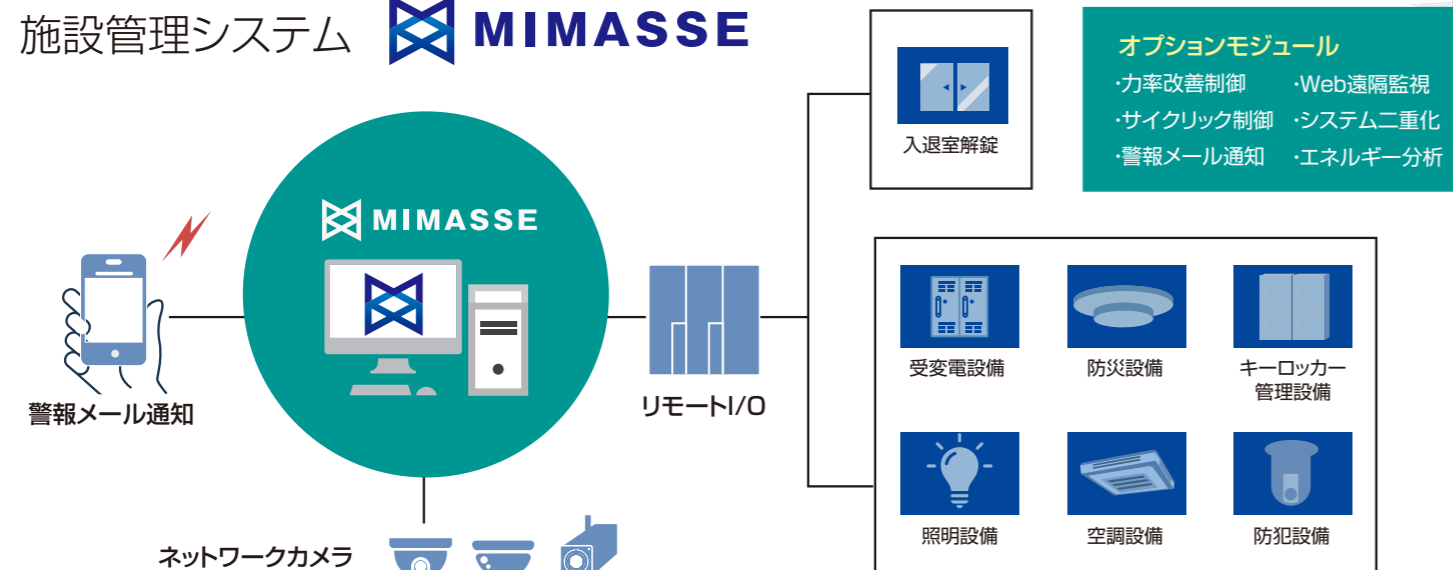 施設管理システム MIMASSE
オプションモジュール
・力率改善制御 ・Web遠隔監視
・サイクリック制御 ・システム二重化
・警報メール通知 ・エネルギー分析
入退室解錠
MIMASSE
警報メール通知
リモートI/O
受変電設備
防災設備
キーロッカー
管理設備
照明設備
空調設備
防犯設備
ネットワークカメラ